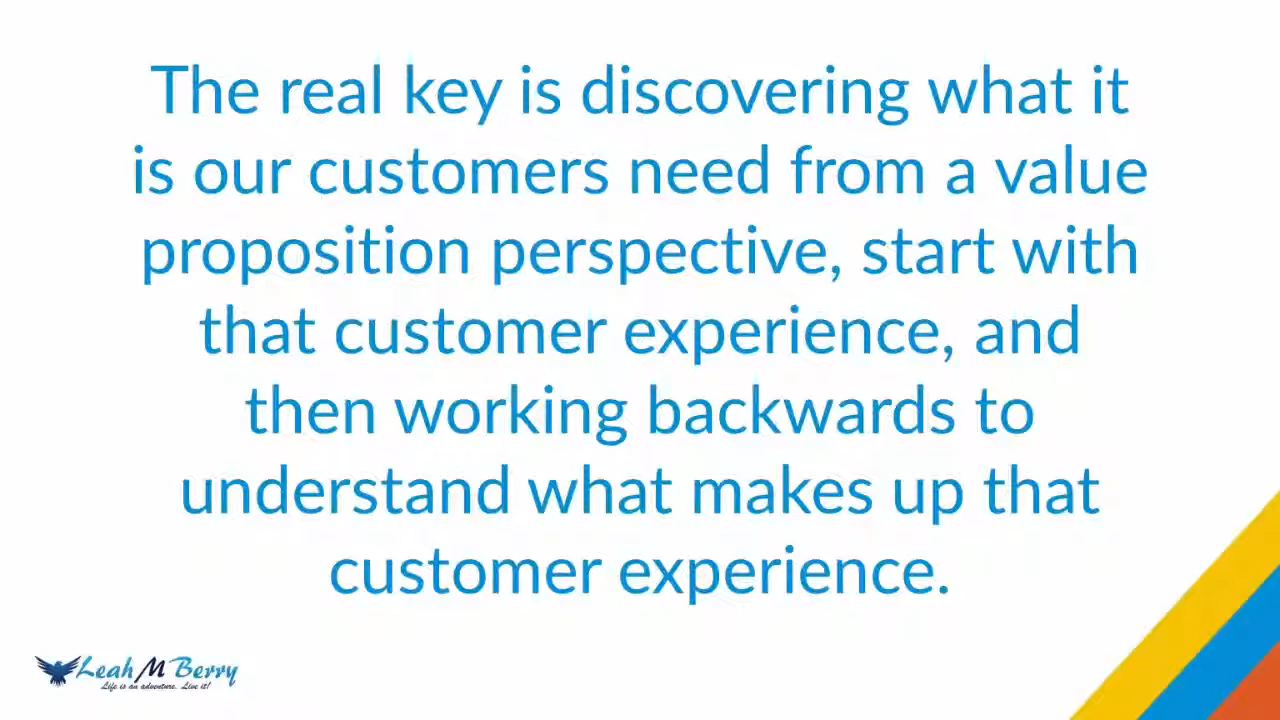 The real key is discovering what it
is our customers need from a value
proposition perspective, start with
that customer experience, and
then working backwards to
understand what makes up that
customer experience.
Leah M Berry
Life is an adventure. Live it!